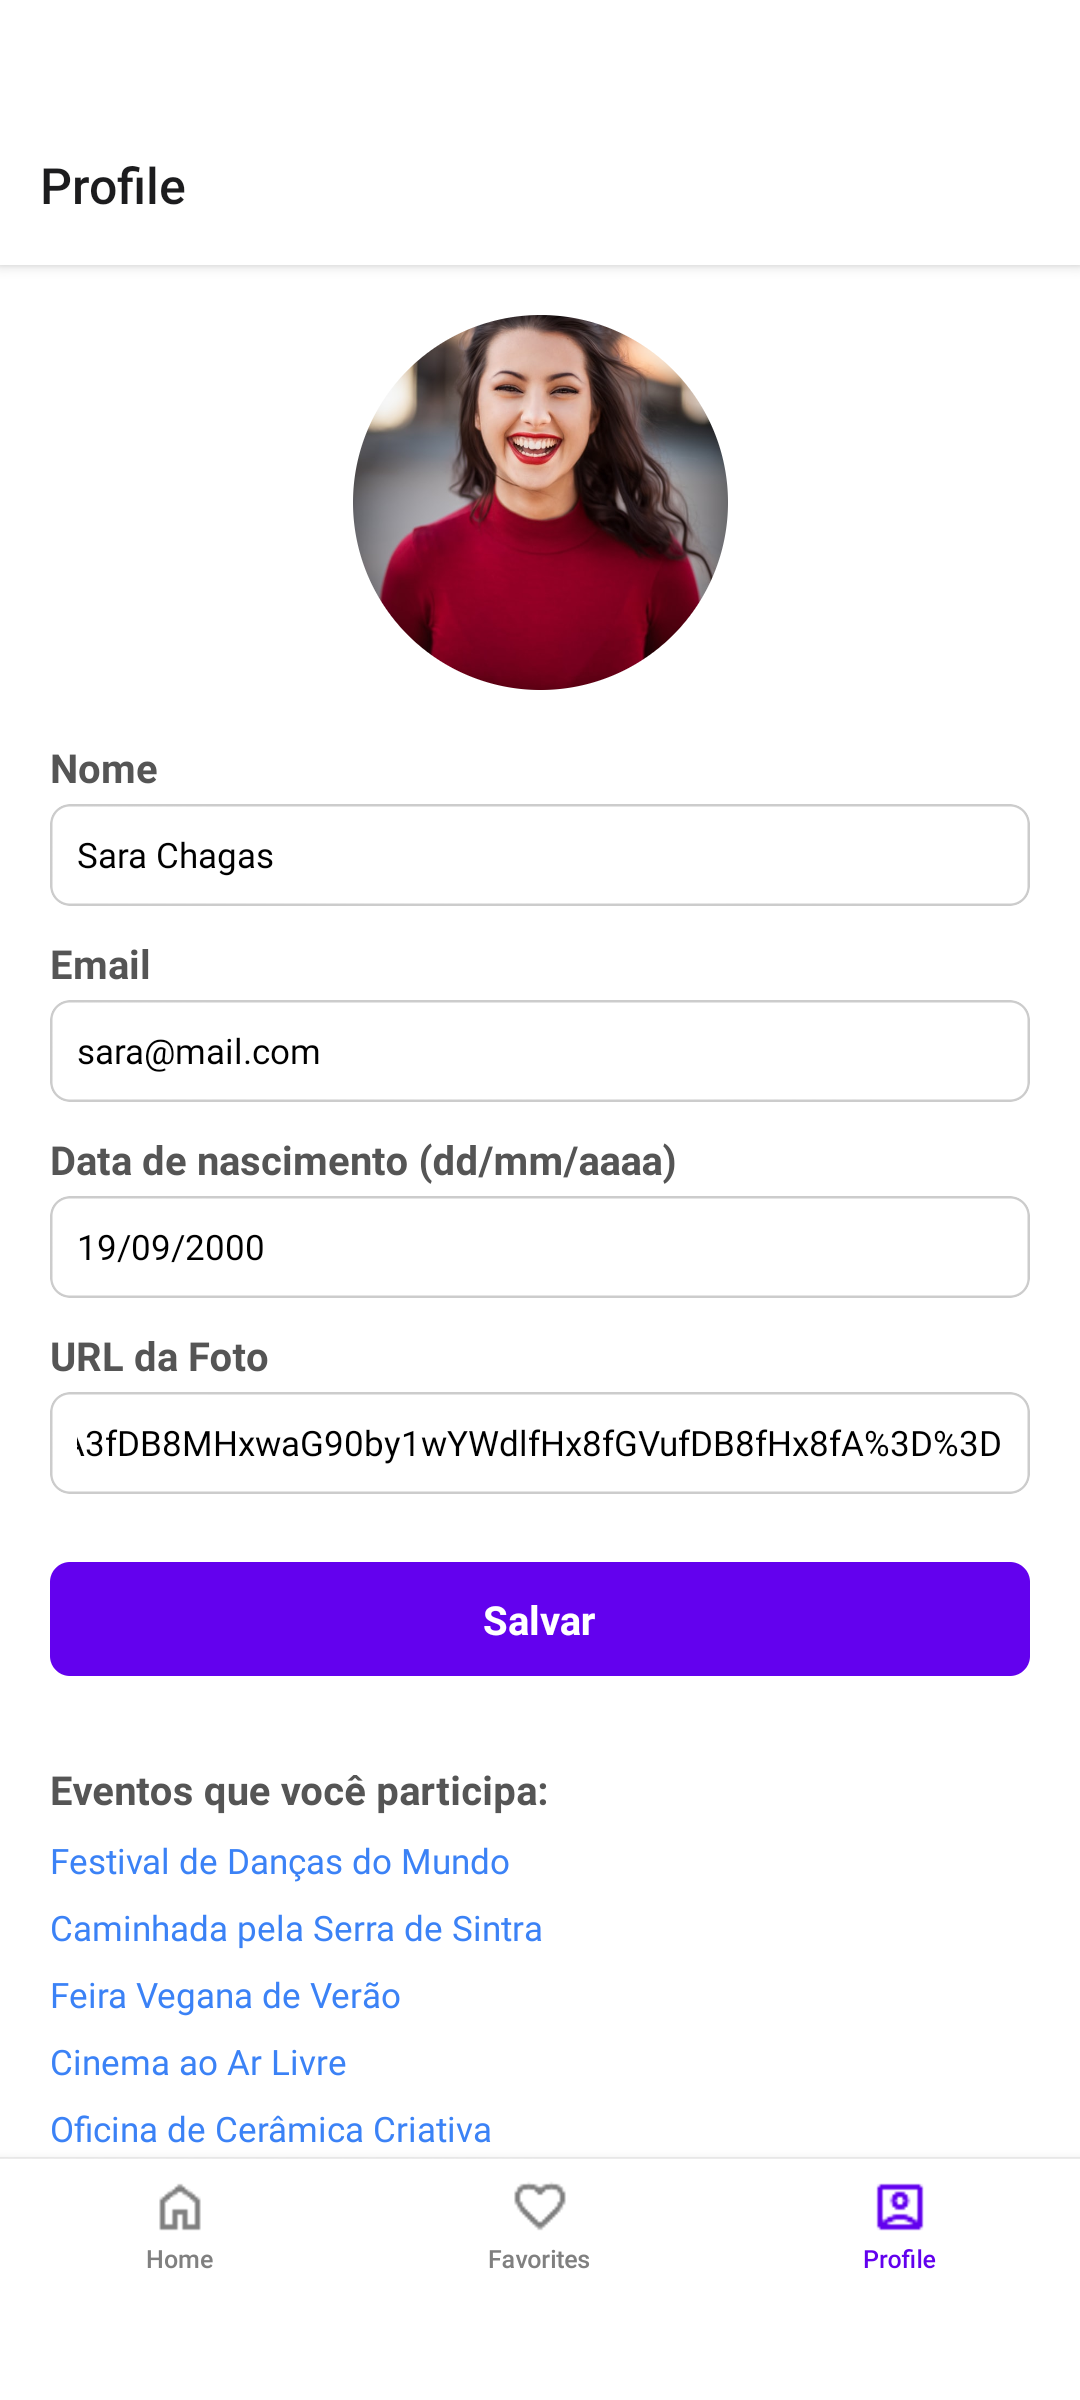 Profile
Nome
Sara Chagas
Email
sara@mail.com
Data de nascimento (dd/mm/aaaa)
19/09/2000
URL da Foto
3fDB8MHxwaG90by1wYWdlfHx8fGVufDB8fHx8fA%3D%3D
Salvar
Eventos que você participa:
Festival de Danças do Mundo
Caminhada pela Serra de Sintra
Feira Vegana de Verão
Cinema ao Ar Livre
Oficina de Cerâmica Criativa
Home
Favorites
Profile